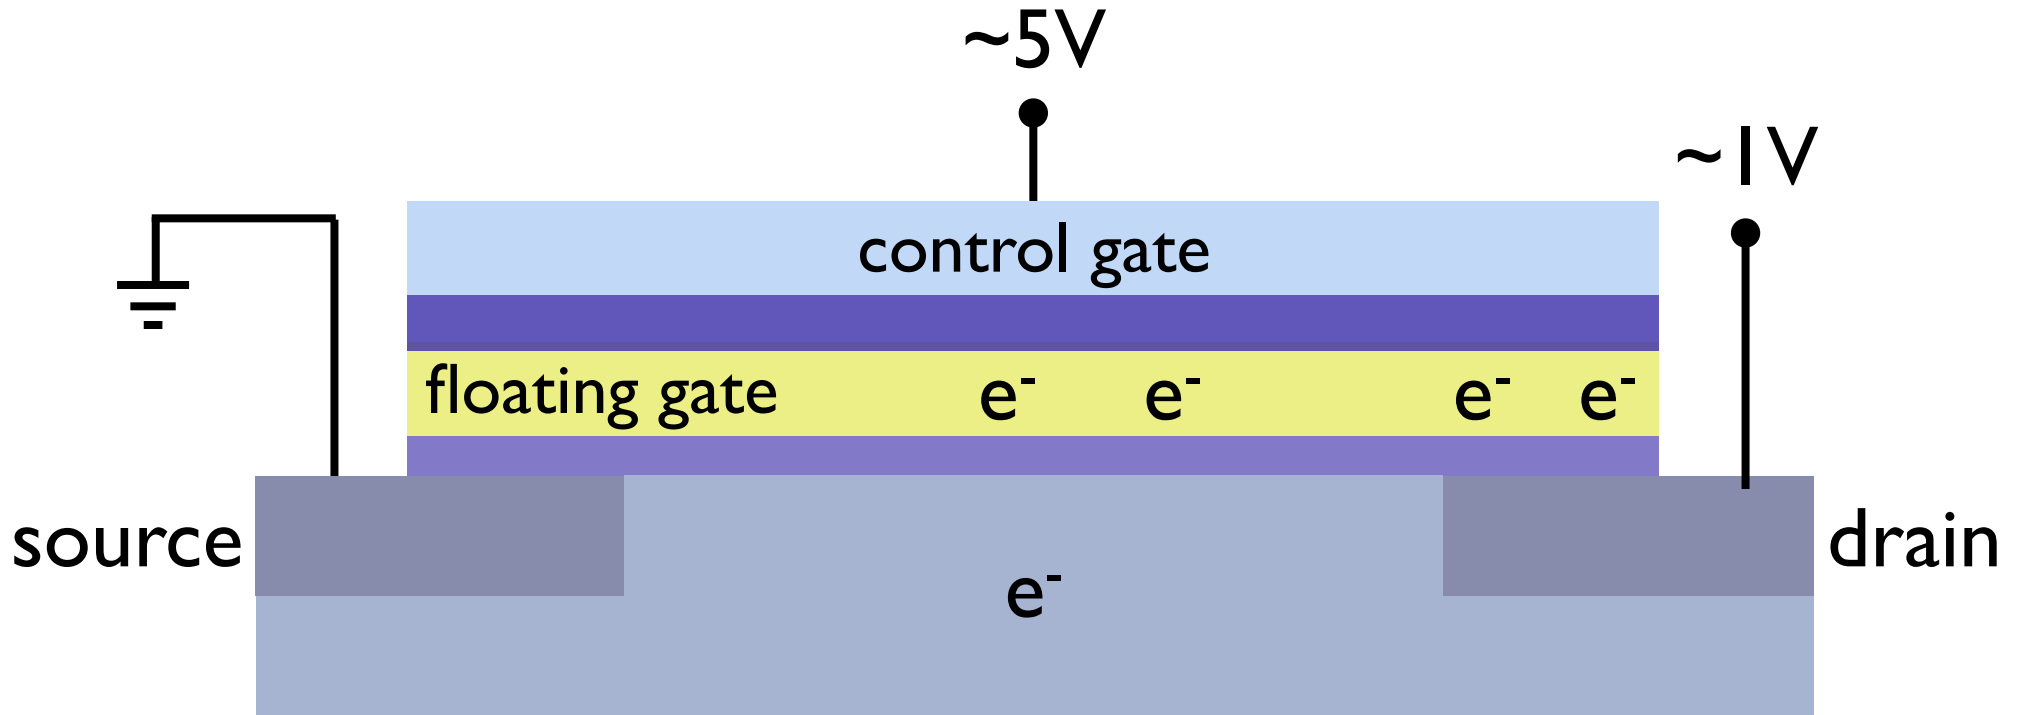 ~5V
~1V
control gate
floating gate e⁻ e⁻ e⁻ e⁻
source
drain
e⁻